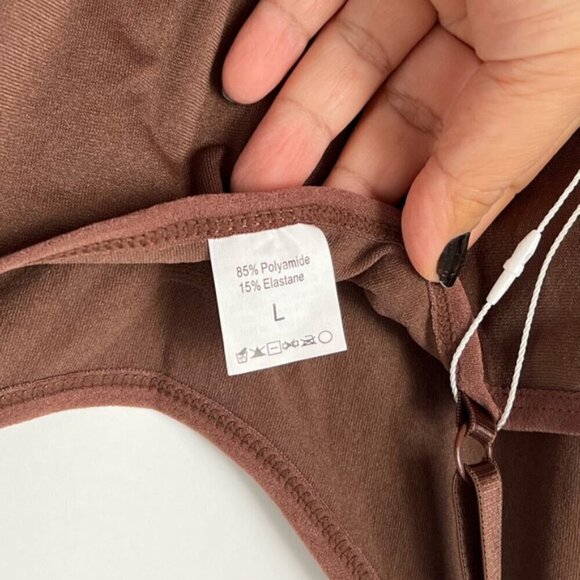 85% Polyamide
15% Elastane
L